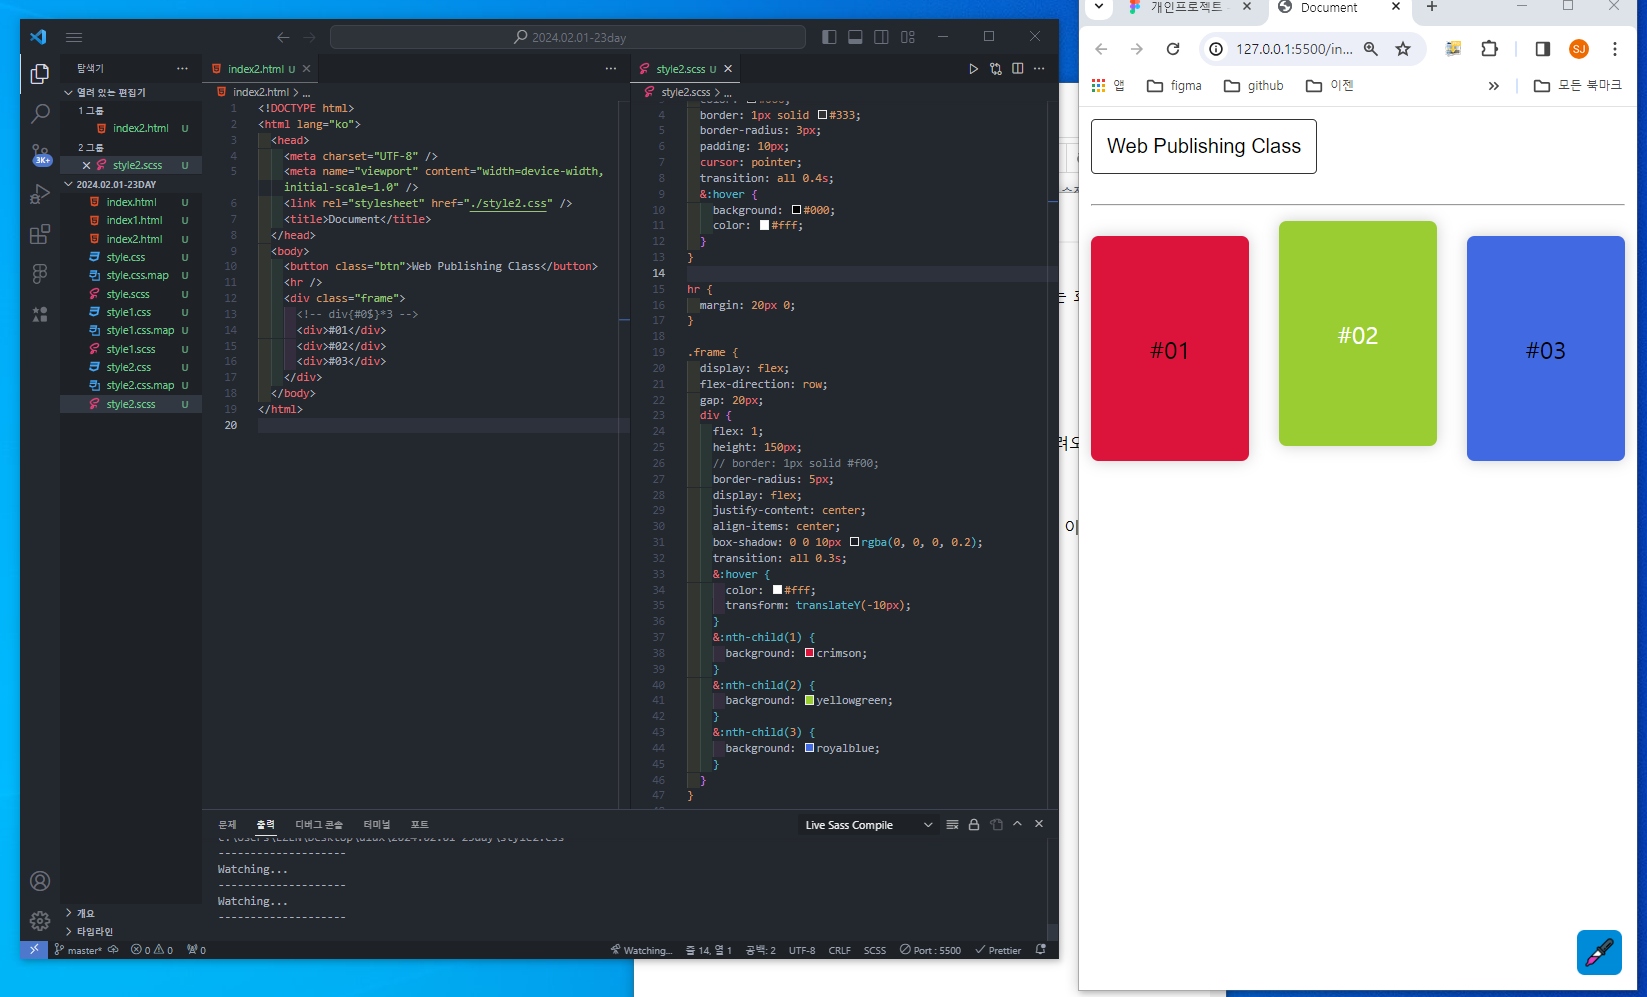 2024.02.01-23day
탐색기
열려 있는 편집기
1 그룹
index2.html U
2 그룹
style2.scss U
3K+
2024.02.01-23DAY
index.html U
index1.html U
index2.html U
style.css U
style.css.map U
style.scss U
style1.css U
style1.css.map U
style1.scss U
style2.css U
style2.css.map U
style2.scss U
개요
타임라인
index2.html U
index2.html > ...
1 <!DOCTYPE html>
2 <html lang="ko">
3 <head>
4 <meta charset="UTF-8" />
5 <meta name="viewport" content="width=device-width,
initial-scale=1.0" />
6 <link rel="stylesheet" href="./style2.css" />
7 <title>Document</title>
8 </head>
9 <body>
10 <button class="btn">Web Publishing Class</button>
11 <hr />
12 <div class="frame">
13 <!-- div{#0$}*3 -->
14 <div>#01</div>
15 <div>#02</div>
16 <div>#03</div>
17 </div>
18 </body>
19 </html>
20
style2.scss U
style2.scss > ...
4 border: 1px solid #333;
5 border-radius: 3px;
6 padding: 10px;
7 cursor: pointer;
8 transition: all 0.4s;
9 &:hover {
10 background: #000;
11 color: #fff;
12 }
13 }
14
15 hr {
16 margin: 20px 0;
17 }
18
19 .frame {
20 display: flex;
21 flex-direction: row;
22 gap: 20px;
23 div {
24 flex: 1;
25 height: 150px;
26 // border: 1px solid #f00;
27 border-radius: 5px;
28 display: flex;
29 justify-content: center;
30 align-items: center;
31 box-shadow: 0 0 10px rgba(0, 0, 0, 0.2);
32 transition: all 0.3s;
33 &:hover {
34 color: #fff;
35 transform: translateY(-10px);
36 }
37 &:nth-child(1) {
38 background: crimson;
39 }
40 &:nth-child(2) {
41 background: yellowgreen;
42 }
43 &:nth-child(3) {
44 background: royalblue;
45 }
46 }
47 }
문제 출력 디버그 콘솔 터미널 포트
Live Sass Compile
--------------------
Watching...
--------------------
Watching...
--------------------
master* 0 0 0
Watching... 줄 14, 열 1 공백: 2 UTF-8 CRLF SCSS Port : 5500 Prettier
개인프로젝트
Document
127.0.0.1:5500/in...
SJ
앱 figma github 이젠 » 모든 북마크
Web Publishing Class
#01
#02
#03